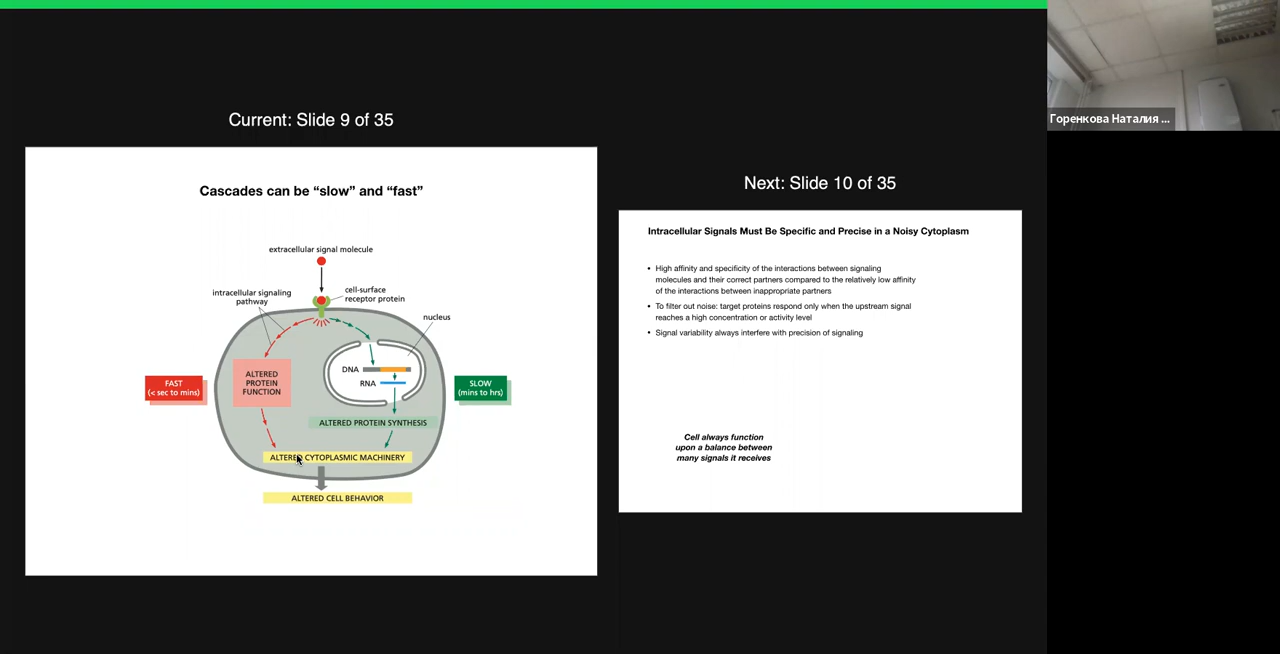 Current: Slide 9 of 35
Cascades can be “slow” and “fast”
extracellular signal molecule
intracellular signaling
pathway
cell-surface
receptor protein
nucleus
DNA
RNA
ALTERED
PROTEIN
FUNCTION
FAST
(< sec to mins)
SLOW
(mins to hrs)
ALTERED PROTEIN SYNTHESIS
ALTERED CYTOPLASMIC MACHINERY
ALTERED CELL BEHAVIOR
Next: Slide 10 of 35
Intracellular Signals Must Be Specific and Precise in a Noisy Cytoplasm
• High affinity and specificity of the interactions between signaling
molecules and their correct partners compared to the relatively low affinity
of the interactions between inappropriate partners
• To filter out noise: target proteins respond only when the upstream signal
reaches a high concentration or activity level
• Signal variability always interfere with precision of signaling
Cell always function
upon a balance between
many signals it receives
Горенкова Наталия ...